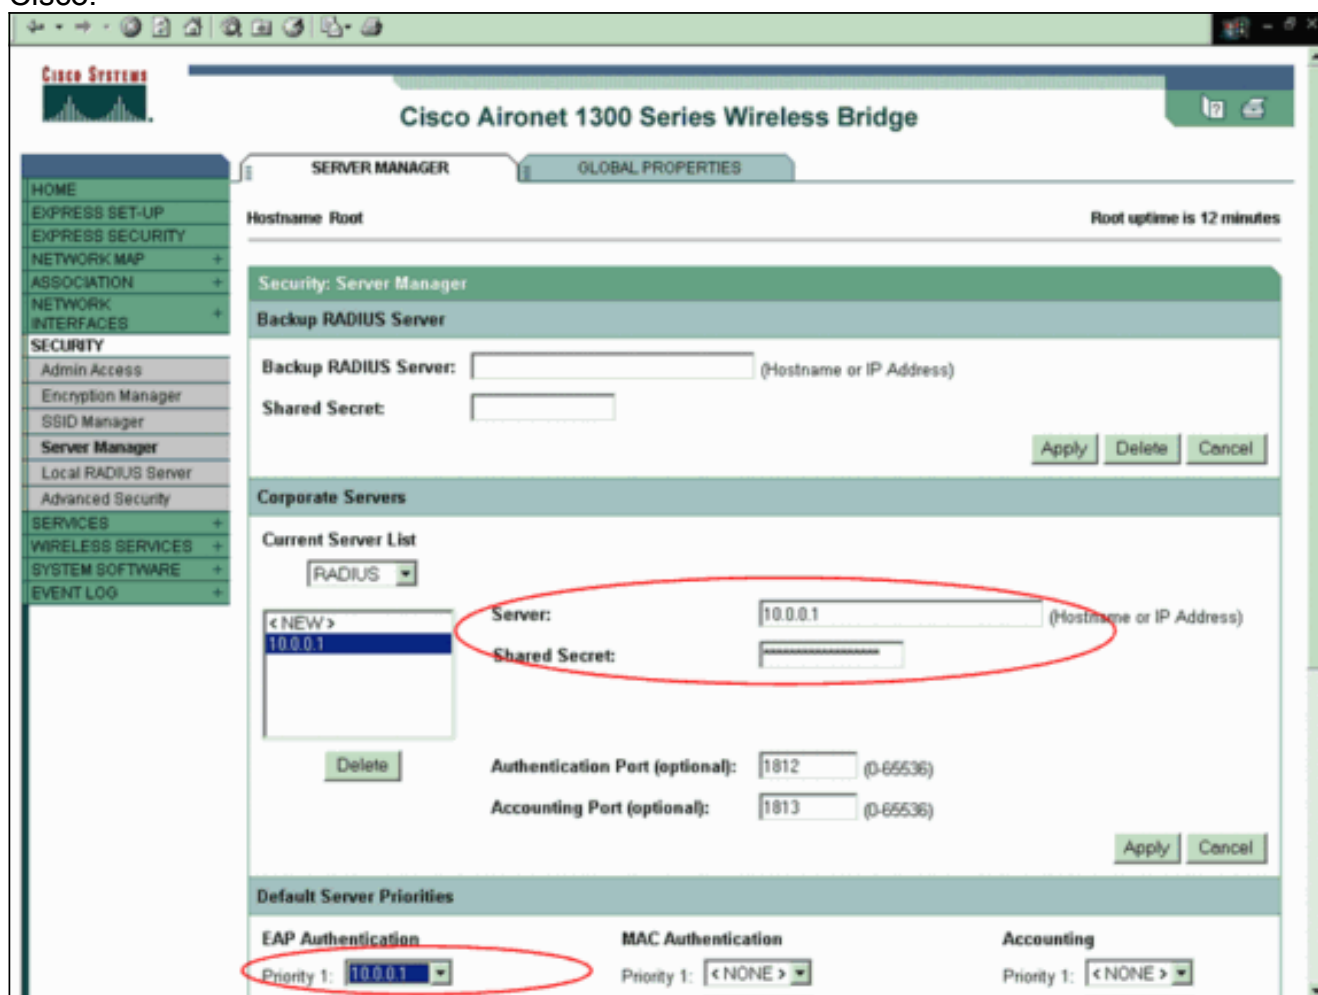 Cisco:
CISCO SYSTEMS
Cisco Aironet 1300 Series Wireless Bridge
SERVER MANAGER
GLOBAL PROPERTIES
HOME
EXPRESS SET-UP
EXPRESS SECURITY
NETWORK MAP +
ASSOCIATION +
NETWORK
INTERFACES +
SECURITY
Admin Access
Encryption Manager
SSID Manager
Server Manager
Local RADIUS Server
Advanced Security
SERVICES +
WIRELESS SERVICES +
SYSTEM SOFTWARE +
EVENT LOG +
Hostname Root
Root uptime is 12 minutes
Security: Server Manager
Backup RADIUS Server
Backup RADIUS Server: (Hostname or IP Address)
Shared Secret:
Apply Delete Cancel
Corporate Servers
Current Server List
RADIUS
< NEW >
10.0.0.1
Delete
Server: 10.0.0.1 (Hostname or IP Address)
Shared Secret: ******************
Authentication Port (optional): 1812 (0-65536)
Accounting Port (optional): 1813 (0-65536)
Apply Cancel
Default Server Priorities
EAP Authentication
Priority 1: 10.0.0.1
MAC Authentication
Priority 1: < NONE >
Accounting
Priority 1: < NONE >